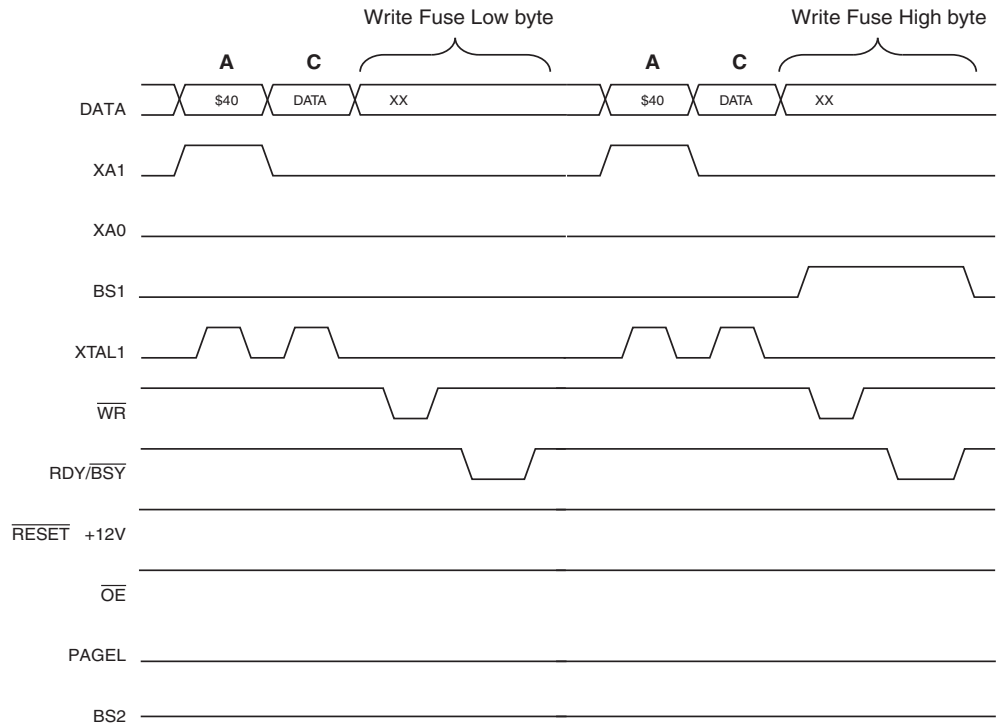 Write Fuse Low byte Write Fuse High byte
A C A C
DATA $40 DATA XX $40 DATA XX
XA1
XA0
BS1
XTAL1
WR
RDY/BSY
RESET +12V
OE
PAGEL
BS2